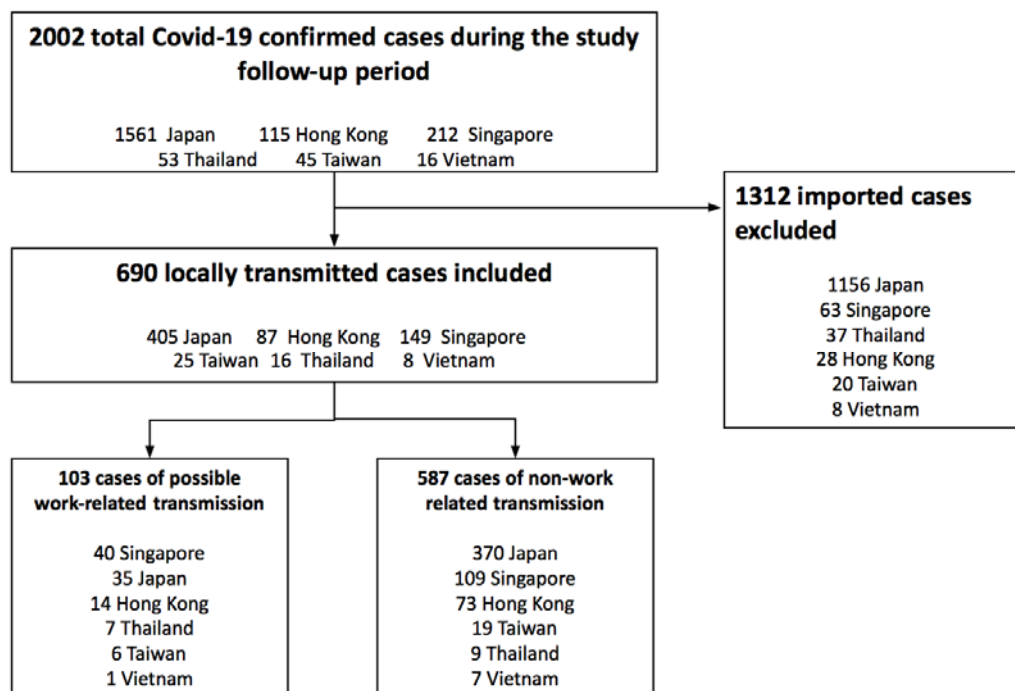 2002 total Covid-19 confirmed cases during the study
follow-up period
1561 Japan 115 Hong Kong 212 Singapore
53 Thailand 45 Taiwan 16 Vietnam
1312 imported cases
excluded
1156 Japan
63 Singapore
37 Thailand
28 Hong Kong
20 Taiwan
8 Vietnam
690 locally transmitted cases included
405 Japan 87 Hong Kong 149 Singapore
25 Taiwan 16 Thailand 8 Vietnam
103 cases of possible
work-related transmission
40 Singapore
35 Japan
14 Hong Kong
7 Thailand
6 Taiwan
1 Vietnam
587 cases of non-work
related transmission
370 Japan
109 Singapore
73 Hong Kong
19 Taiwan
9 Thailand
7 Vietnam